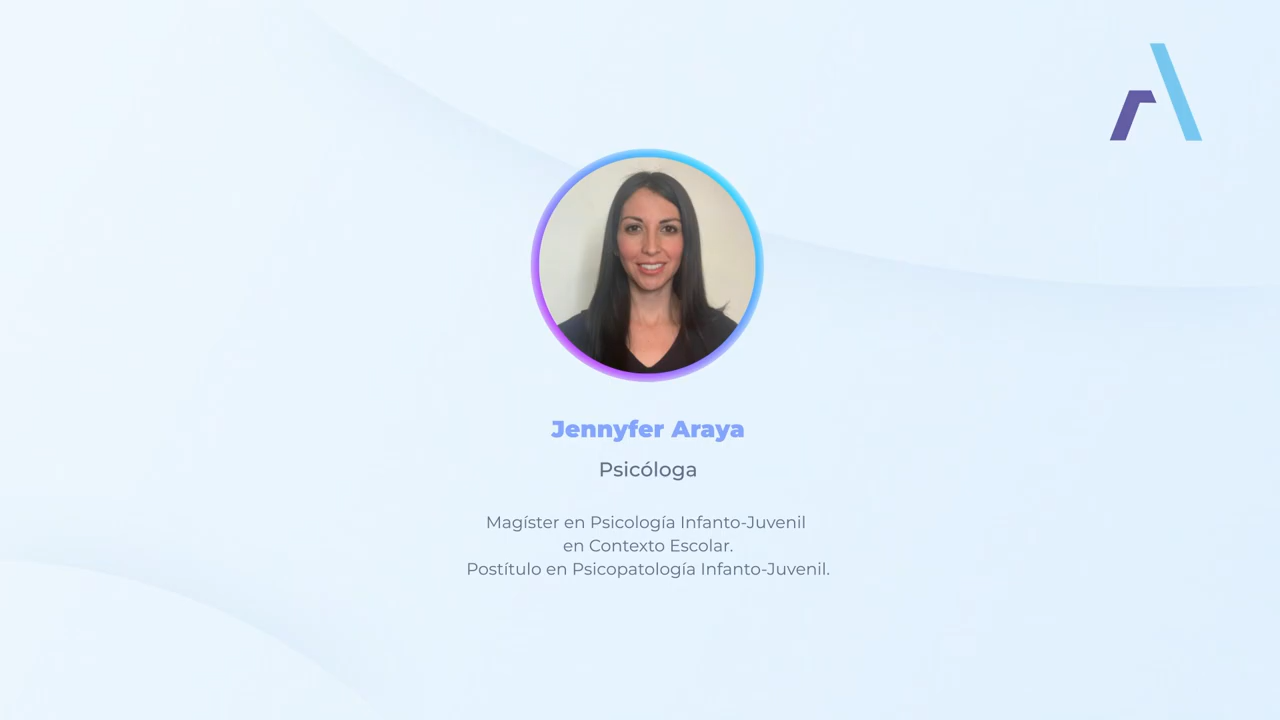 Jennyfer Araya
Psicóloga
Magíster en Psicología Infanto-Juvenil
en Contexto Escolar.
Postítulo en Psicopatología Infanto-Juvenil.